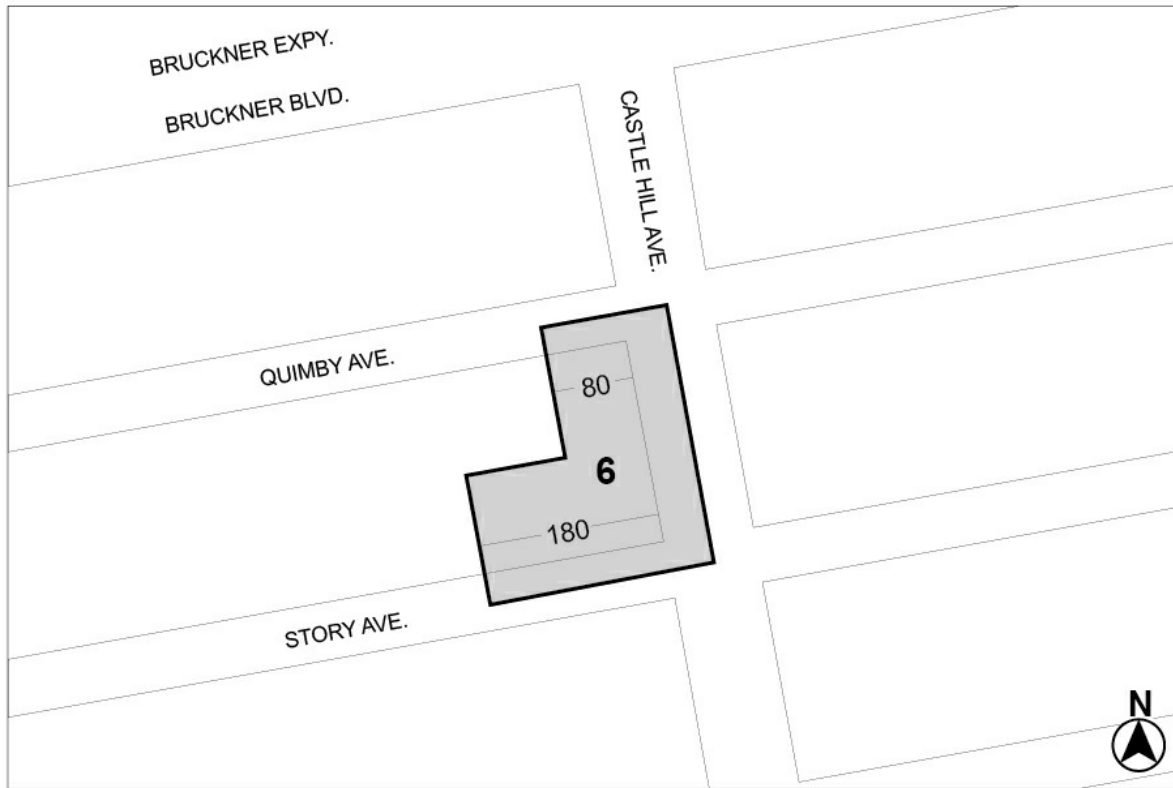 BRUCKNER EXPY.
BRUCKNER BLVD.
CASTLE HILL AVE.
QUIMBY AVE.
80
6
180
STORY AVE.
N